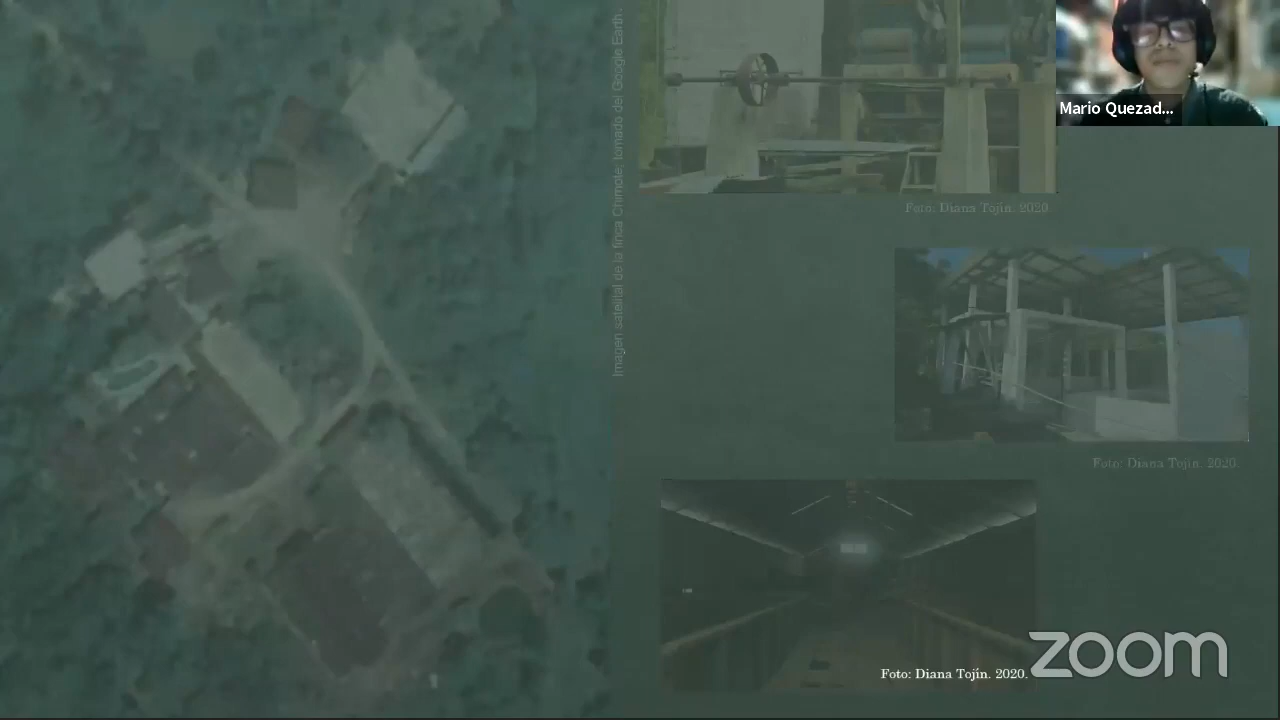 Mario Quezad...
Imagen satelital de la finca Chimote, tomado del Google Earth.
Foto: Diana Tojín. 2020
Foto: Diana Tojín. 2020.
Foto: Diana Tojín. 2020.
zoom